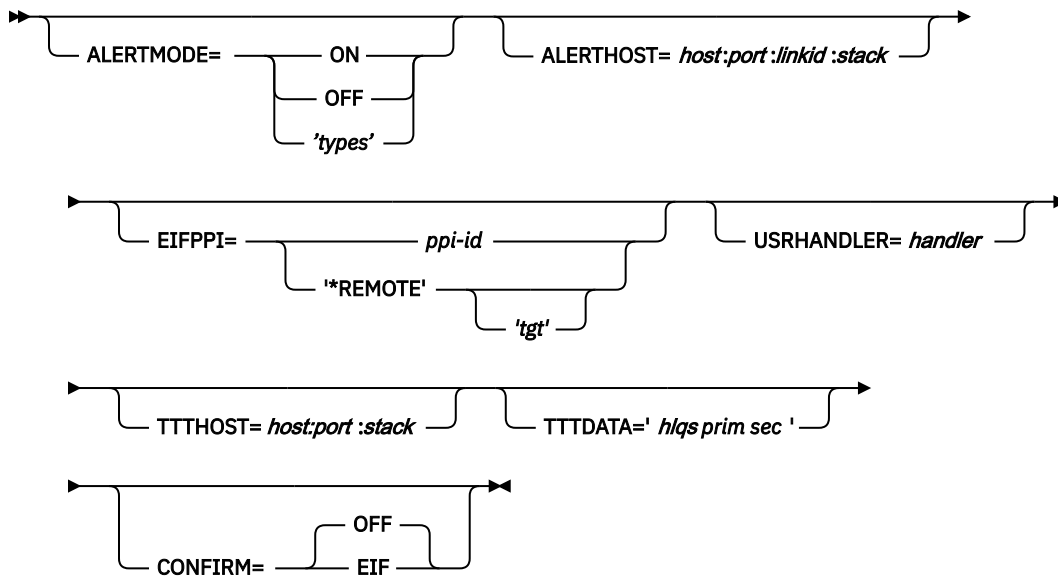 ALERTMODE= ON ALERTHOST= host:port :linkid :stack
OFF
’types’
EIFPPI= ppi-id USRHANDLER= handler
'*REMOTE'
'tgt'
TTTHOST= host:port :stack TTTDATA=' hlqs prim sec '
OFF
CONFIRM= EIF